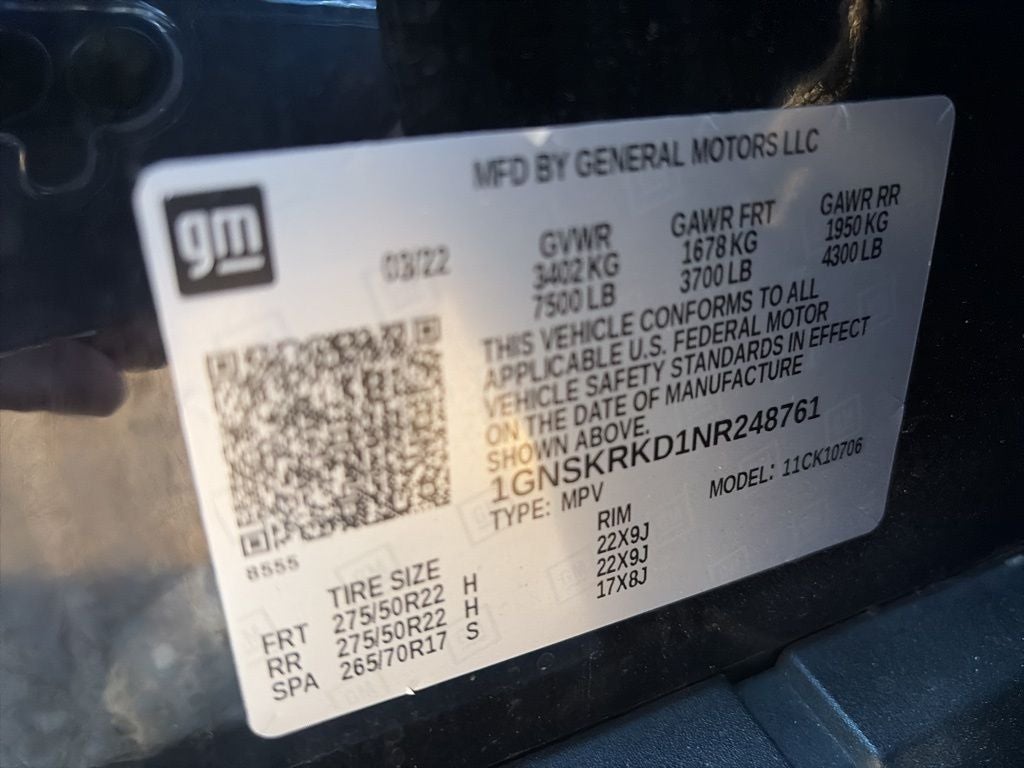 gm
MFD BY GENERAL MOTORS LLC
03/22
GVWR GAWR FRT GAWR RR
3402 KG 1678 KG 1950 KG
7500 LB 3700 LB 4300 LB
THIS VEHICLE CONFORMS TO ALL
APPLICABLE U.S. FEDERAL MOTOR
VEHICLE SAFETY STANDARDS IN EFFECT
ON THE DATE OF MANUFACTURE
SHOWN ABOVE.
1GNSKRKD1NR248761
TYPE: MPV MODEL: 11CK10706
8555
TIRE SIZE RIM
FRT 275/50R22 H 22X9J
RR 275/50R22 H 22X9J
SPA 265/70R17 S 17X8J